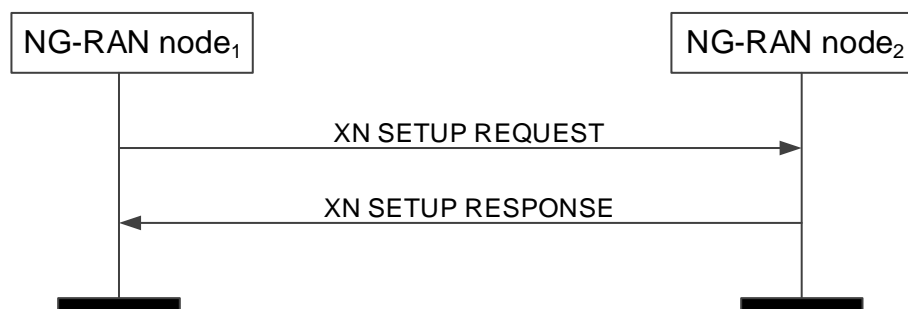 NG-RAN node₁
NG-RAN node₂
XN SETUP REQUEST
XN SETUP RESPONSE